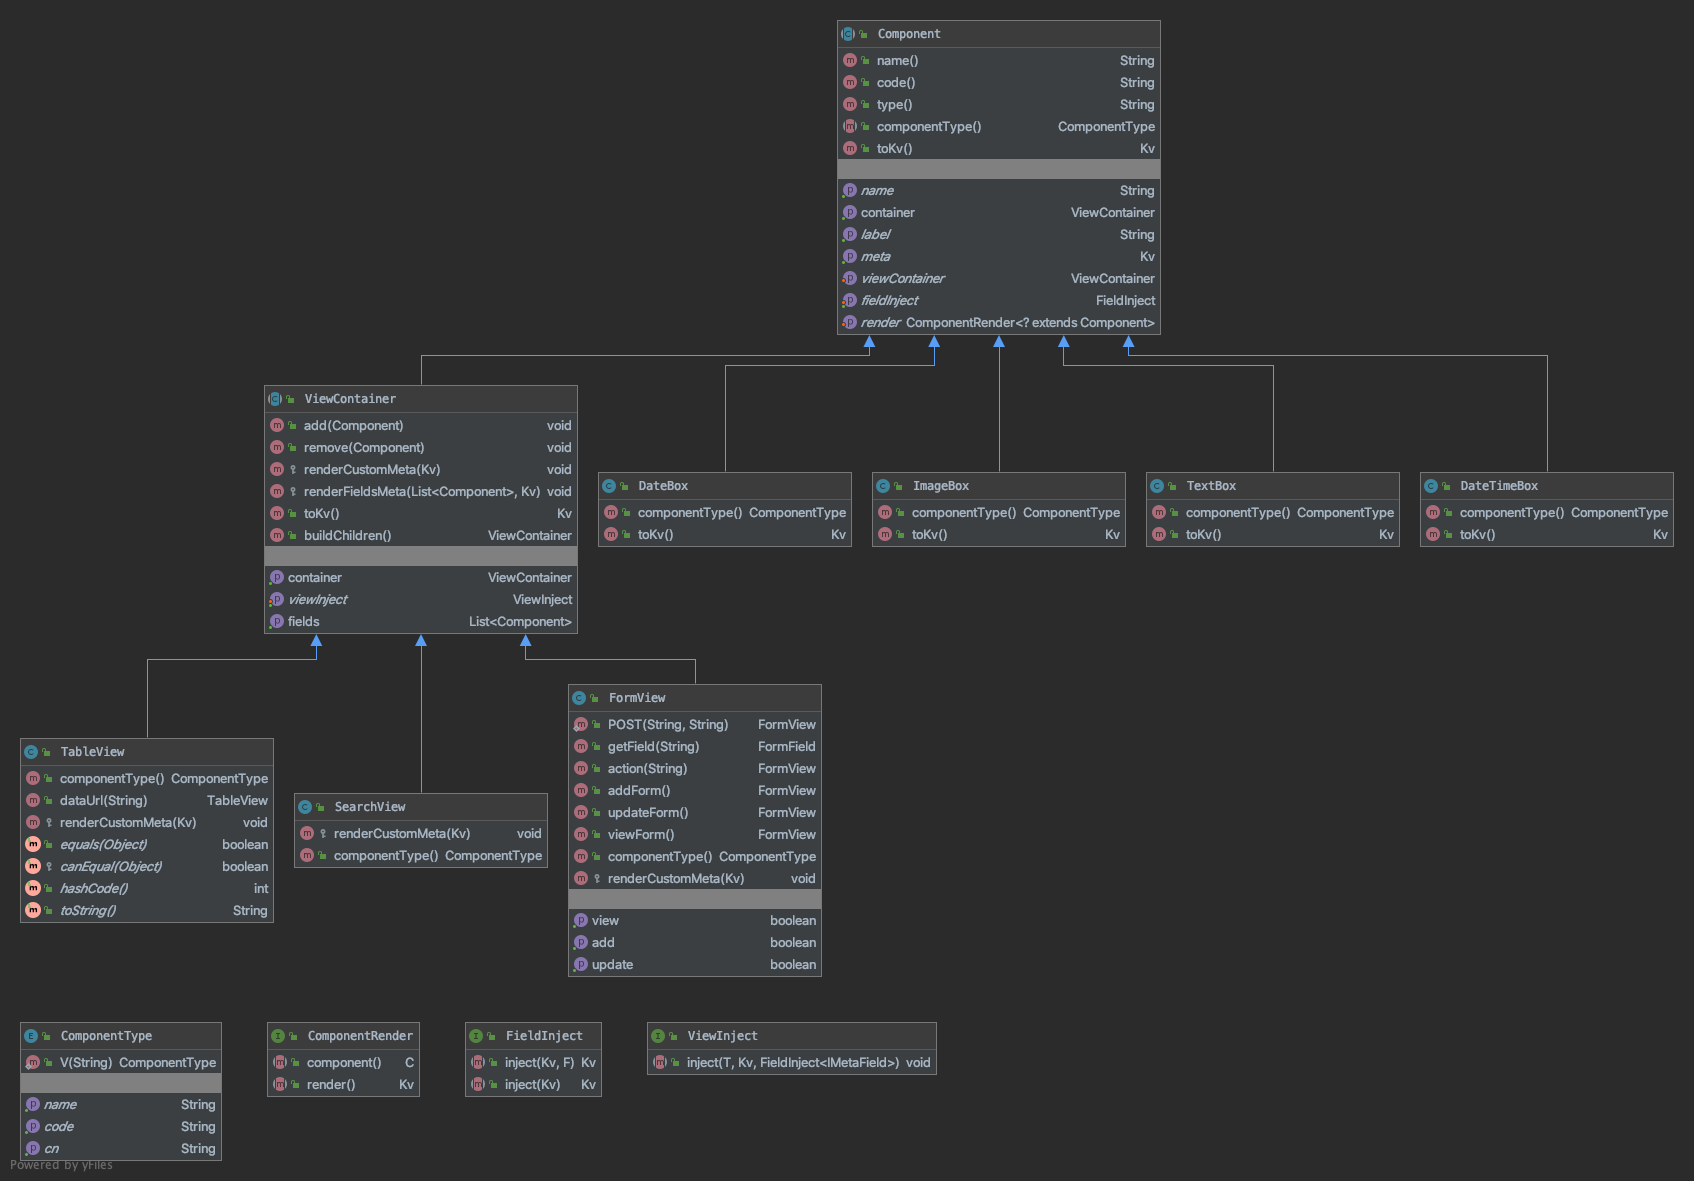 Component
name() String
code() String
type() String
componentType() ComponentType
toKv() Kv
name String
container ViewContainer
label String
meta Kv
viewContainer ViewContainer
fieldInject FieldInject
render ComponentRender<? extends Component>
ViewContainer
add(Component) void
remove(Component) void
renderCustomMeta(Kv) void
renderFieldsMeta(List<Component>, Kv) void
toKv() Kv
buildChildren() ViewContainer
container ViewContainer
viewInject ViewInject
fields List<Component>
DateBox
componentType() ComponentType
toKv() Kv
ImageBox
componentType() ComponentType
toKv() Kv
TextBox
componentType() ComponentType
toKv() Kv
DateTimeBox
componentType() ComponentType
toKv() Kv
TableView
componentType() ComponentType
dataUrl(String) TableView
renderCustomMeta(Kv) void
equals(Object) boolean
canEqual(Object) boolean
hashCode() int
toString() String
SearchView
renderCustomMeta(Kv) void
componentType() ComponentType
FormView
POST(String, String) FormView
getField(String) FormField
action(String) FormView
addForm() FormView
updateForm() FormView
viewForm() FormView
componentType() ComponentType
renderCustomMeta(Kv) void
view boolean
add boolean
update boolean
ComponentType
V(String) ComponentType
name String
code String
cn String
ComponentRender
component() C
render() Kv
FieldInject
inject(Kv, F) Kv
inject(Kv) Kv
ViewInject
inject(T, Kv, FieldInject<IMetaField>) void
Powered by yFiles